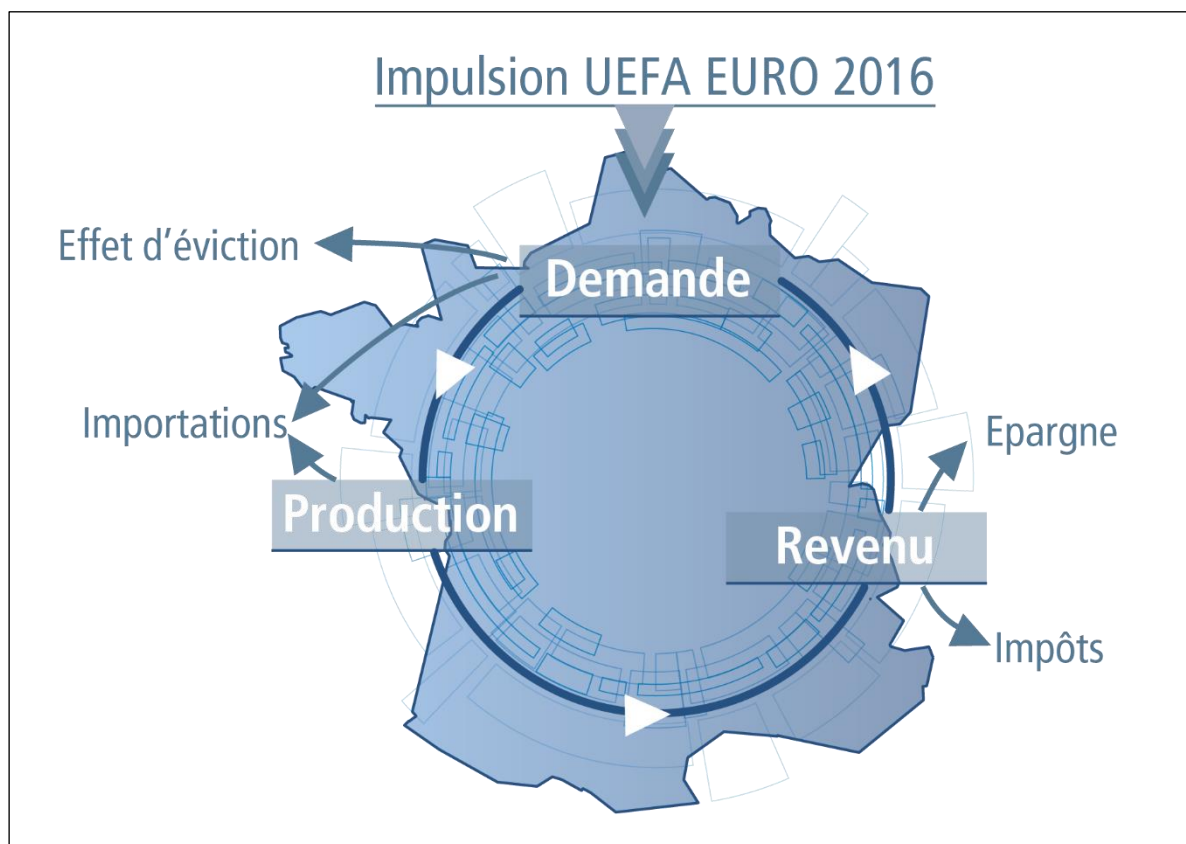 Impulsion UEFA EURO 2016
Effet d'éviction
Demande
Importations
Epargne
Production
Revenu
Impôts